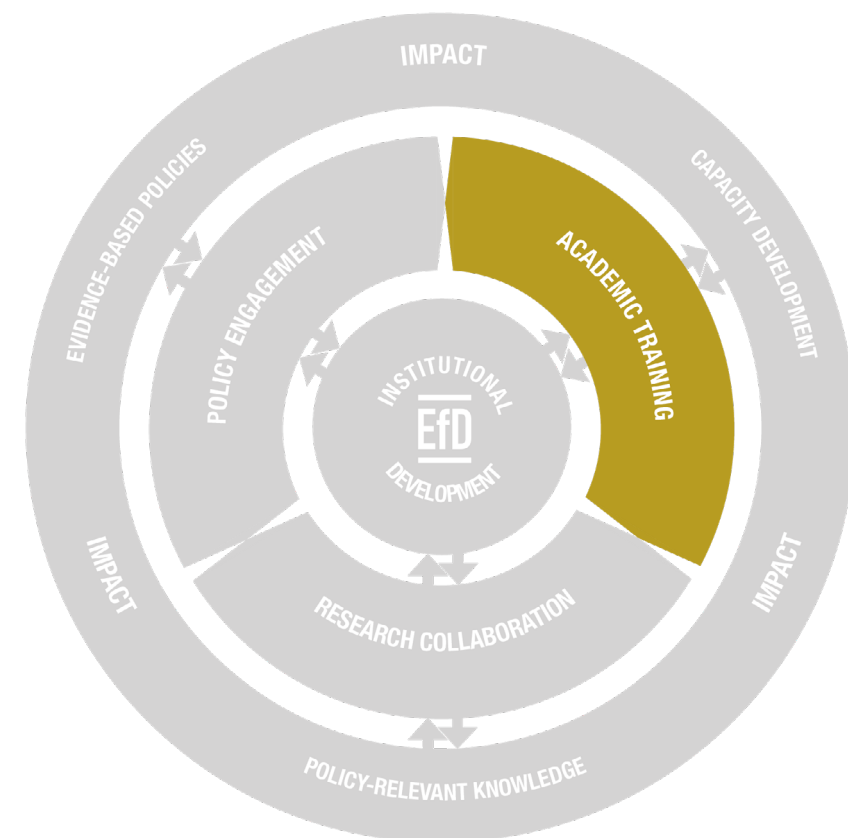 IMPACT
EVIDENCE-BASED POLICIES
CAPACITY DEVELOPMENT
POLICY ENGAGEMENT
ACADEMIC TRAINING
INSTITUTIONAL
EfD
DEVELOPMENT
IMPACT
IMPACT
RESEARCH COLLABORATION
POLICY-RELEVANT KNOWLEDGE